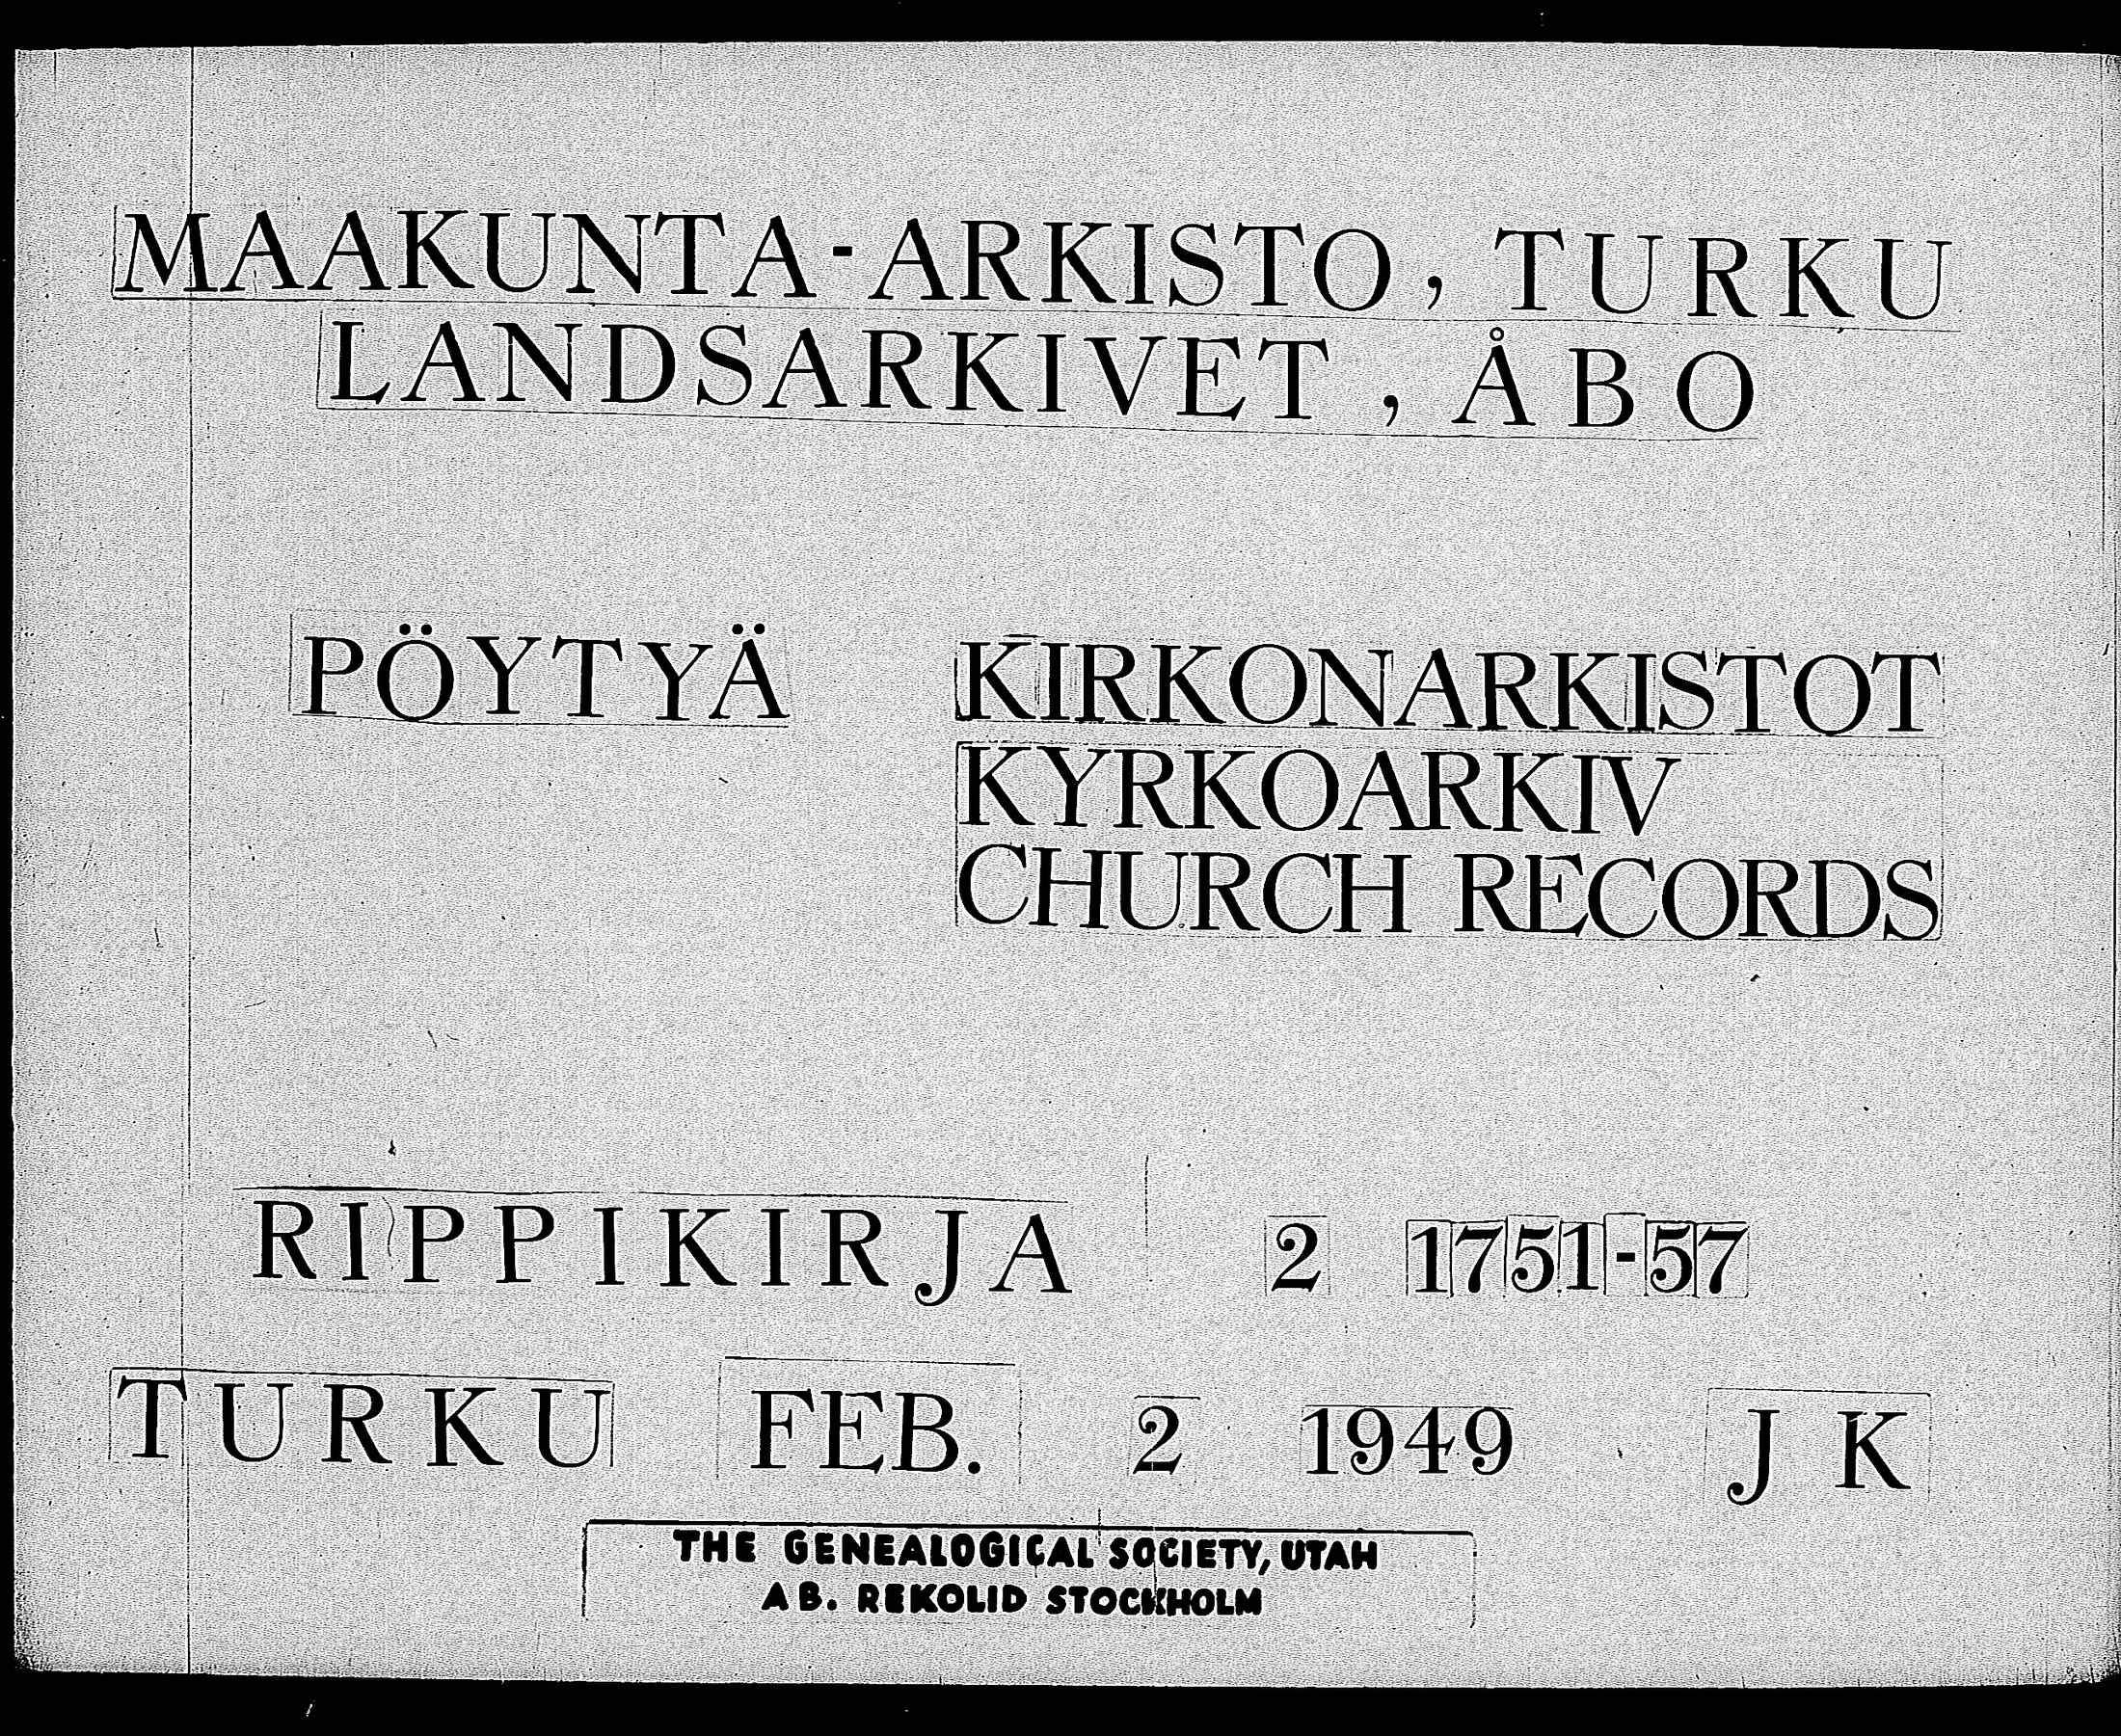 MAAKUNTA-ARKISTO, TURKU
LANDSARKIVET, ÅBO
PÖYTYÄ KIRKONARKISTOT
KYRKOARKIV
CHURCH RECORDS
RIPPIKIRJA 2 1751-57
TURKU FEB. 2 1949 J K
THE GENEALOGICAL SOCIETY, UTAH
AB. REKOLID STOCKHOLM